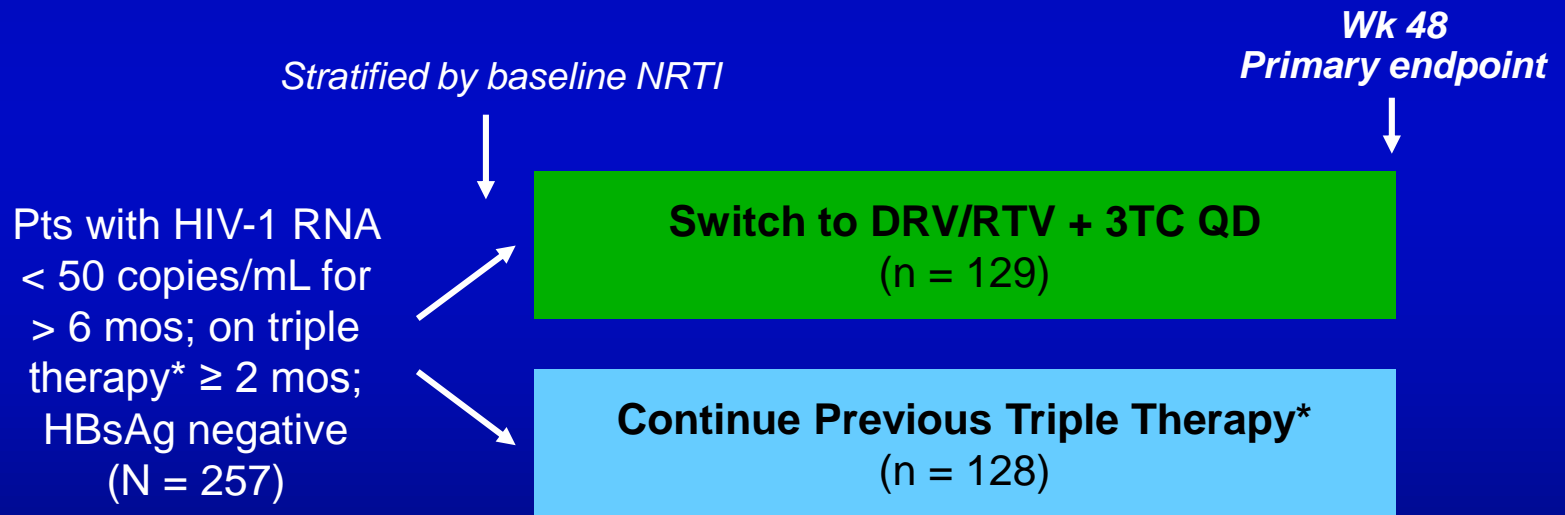 Wk 48
Primary endpoint
Stratified by baseline NRTI
Pts with HIV-1 RNA
< 50 copies/mL for
> 6 mos; on triple
therapy* ≥ 2 mos;
HBsAg negative
(N = 257)
Switch to DRV/RTV + 3TC QD
(n = 129)
Continue Previous Triple Therapy*
(n = 128)